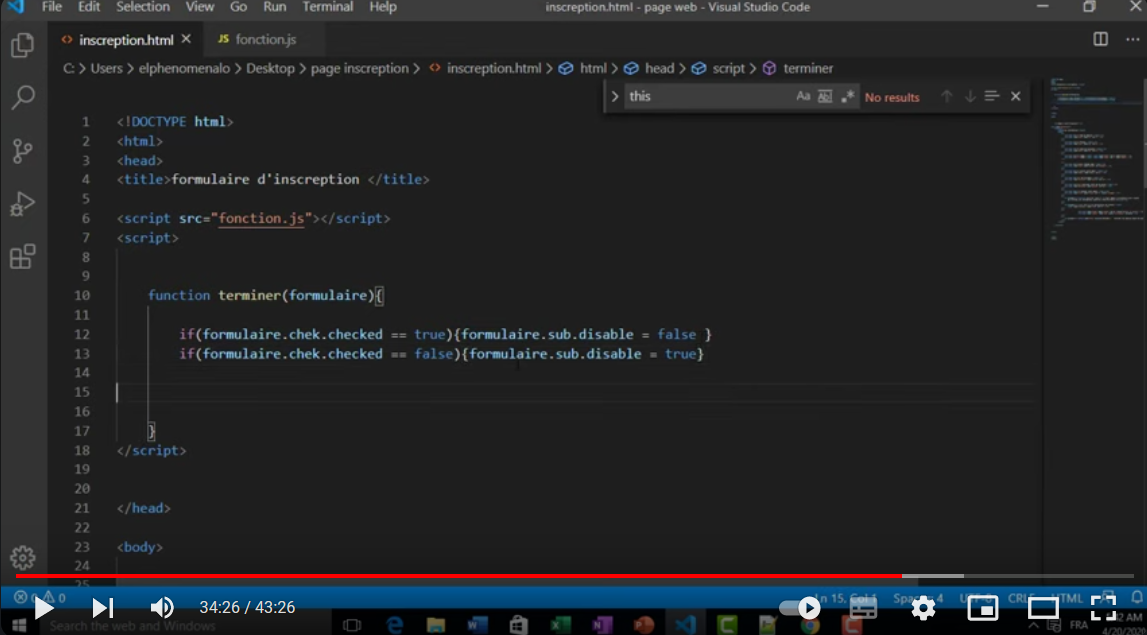 File Edit Selection View Go Run Terminal Help inscreption.html - page web - Visual Studio Code
inscreption.html JS fonction.js
C: > Users > elphenomenalo > Desktop > page inscreption > inscreption.html > html > head > script > terminer
this Aa No results
1 <!DOCTYPE html>
2 <html>
3 <head>
4 <title>formulaire d'inscreption </title>
5
6 <script src="fonction.js"></script>
7 <script>
8
9
10 function terminer(formulaire){
11
12 if(formulaire.chek.checked == true){formulaire.sub.disable = false }
13 if(formulaire.chek.checked == false){formulaire.sub.disable = true}
14
15
16
17 }
18 </script>
19
20
21 </head>
22
23 <body>
24
25
0 0 Ln 15, Col 1 Spaces: 4 UTF-8 CRLF HTML
34:26 / 43:26
Search the web and Windows FRA